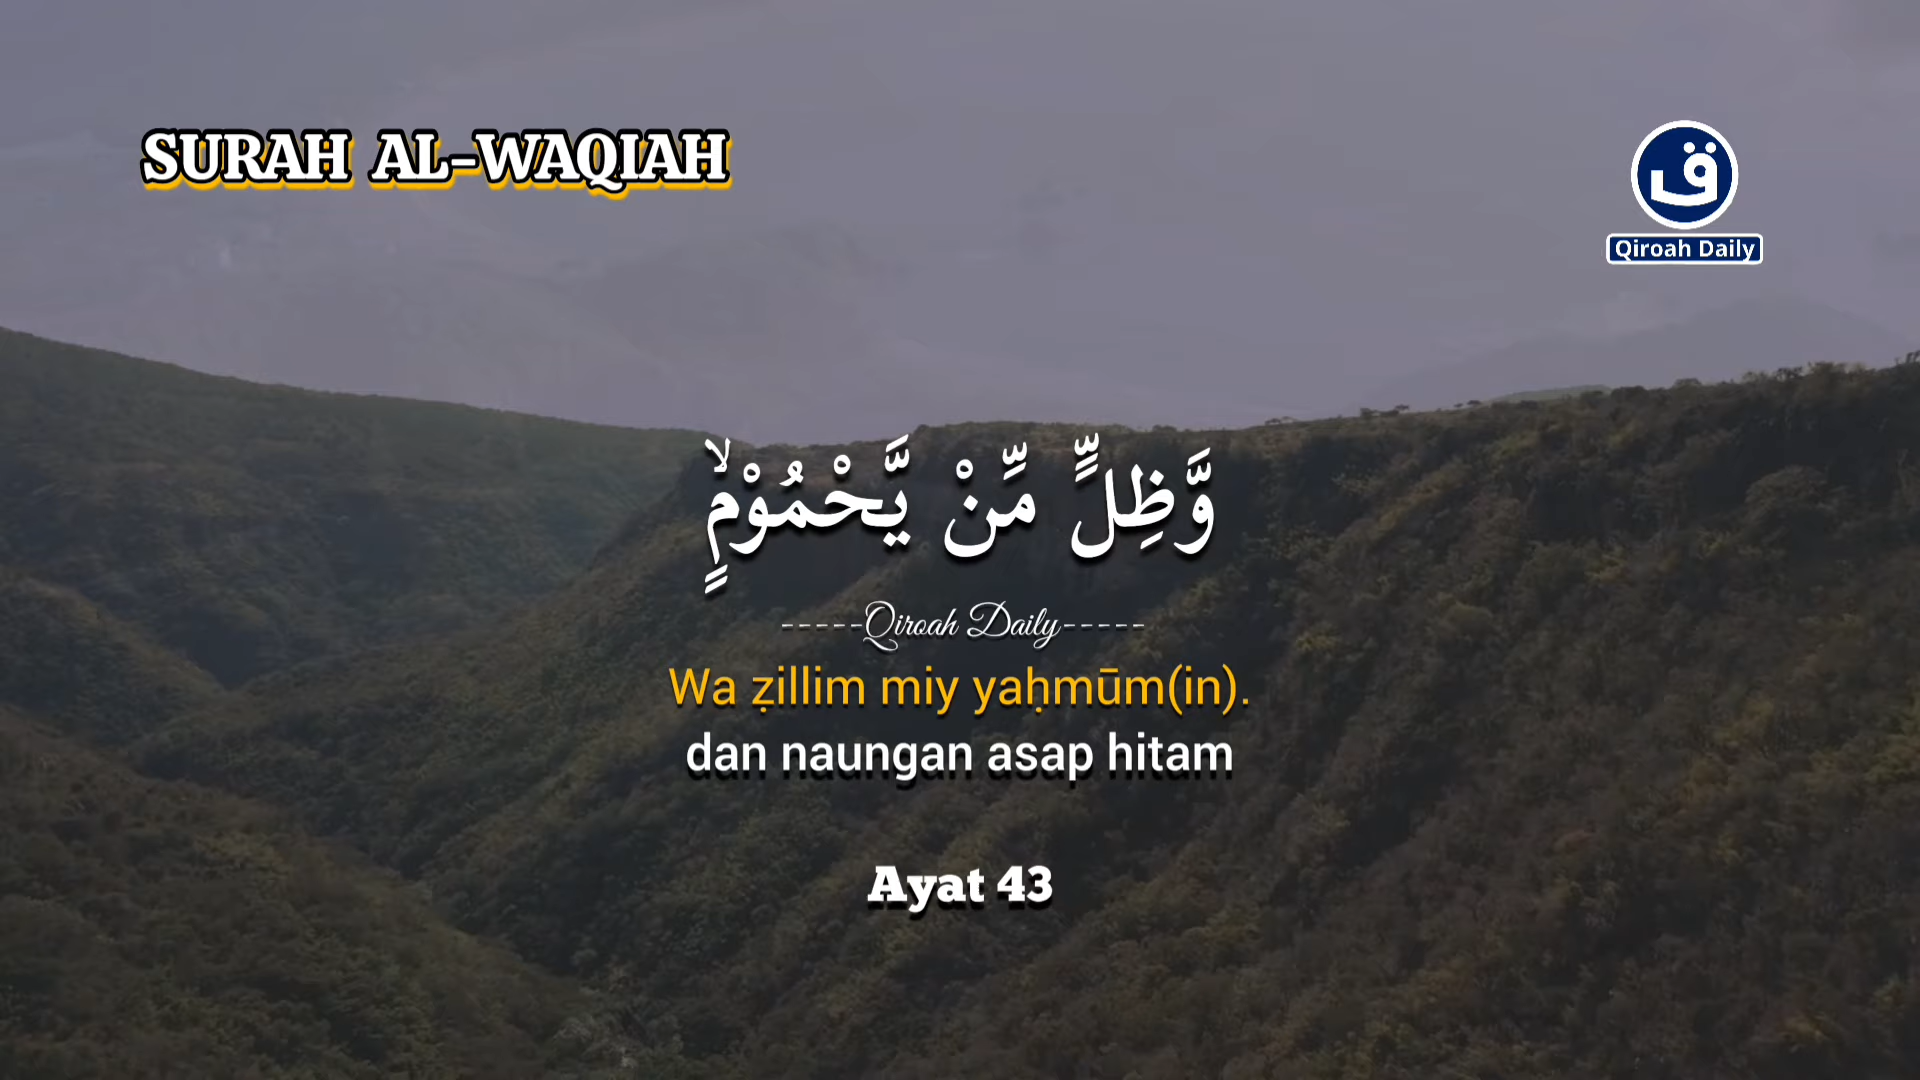 SURAH AL-WAQIAH
ق
Qiroah Daily
وَّظِلٍّ مِّنْ يَّحْمُوْمٍۙ
-----Qiroah Daily-----
Wa ẓillim miy yaḥmūm(in).
dan naungan asap hitam
Ayat 43